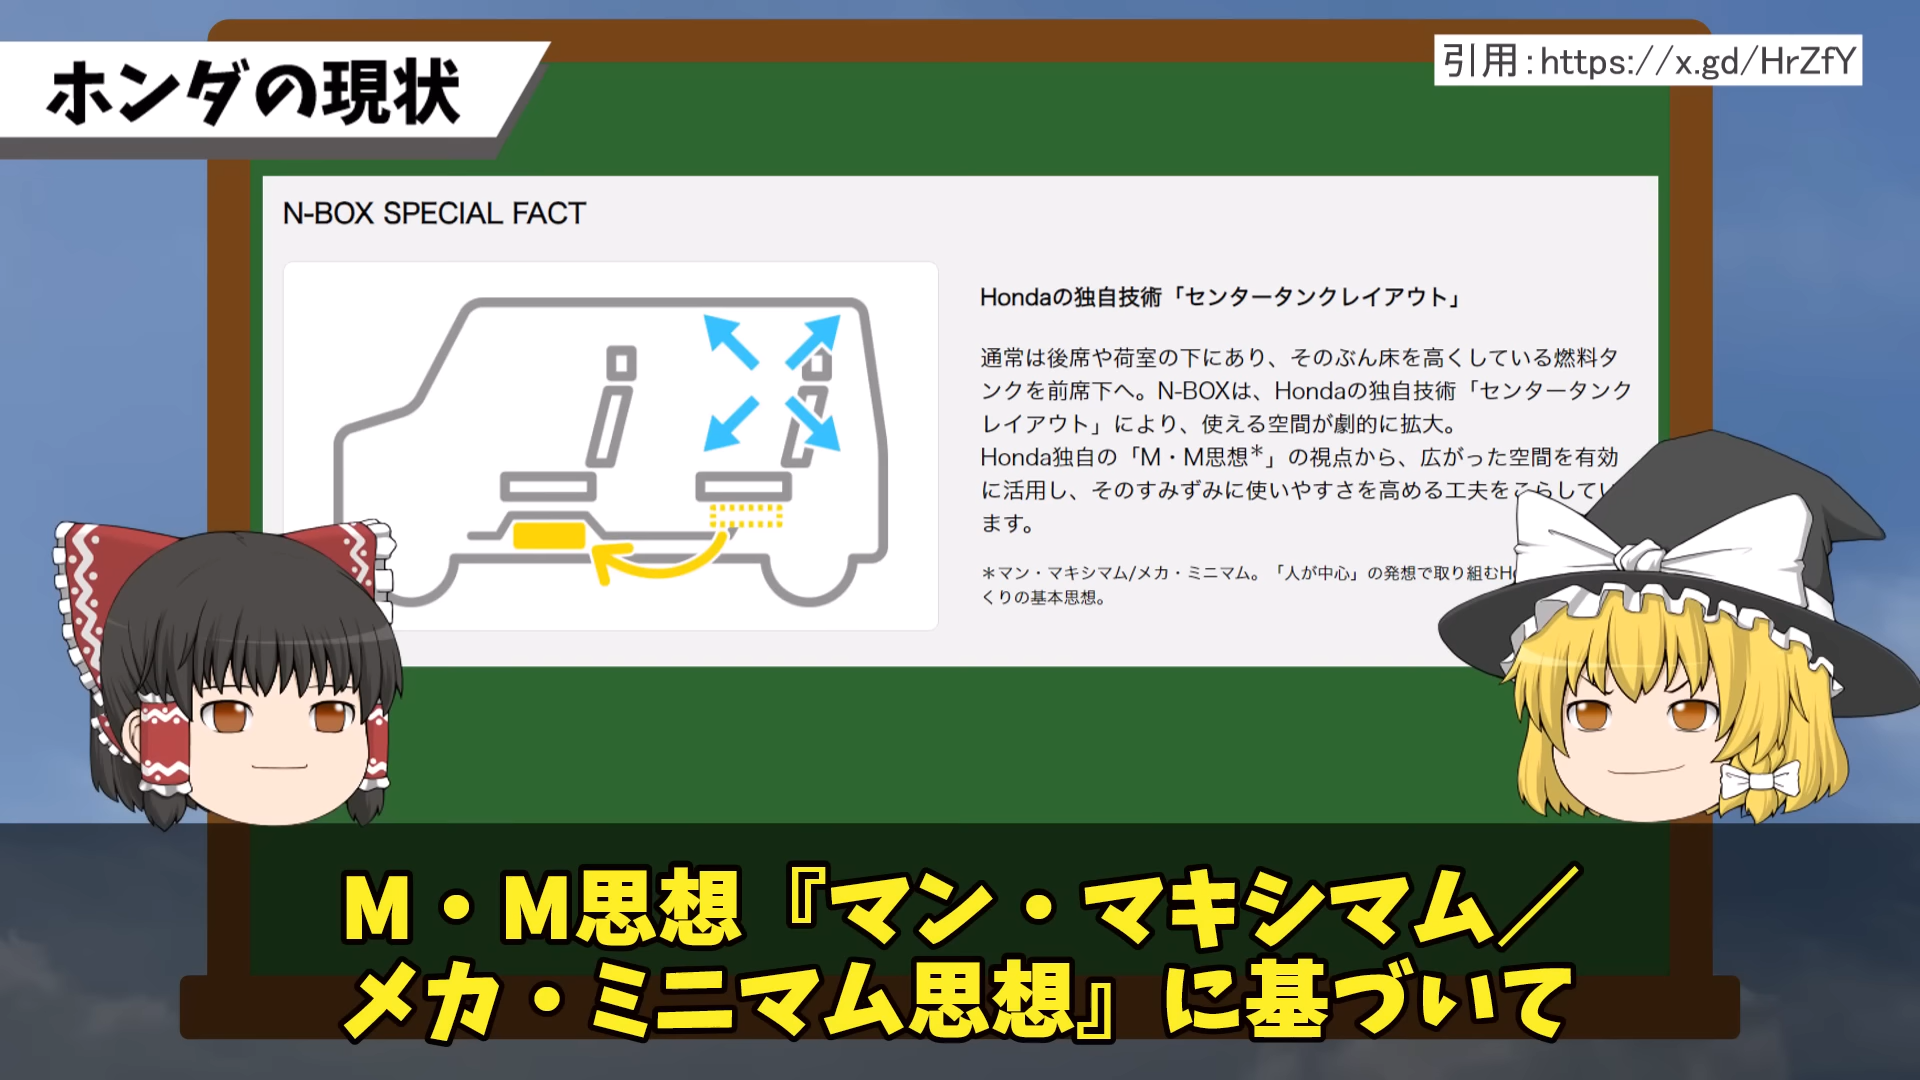 ホンダの現状
引用:https://x.gd/HrZfY
N-BOX SPECIAL FACT
Hondaの独自技術「センタータンクレイアウト」
通常は後席や荷室の下にあり、そのぶん床を高くしている燃料タ
ンクを前席下へ。N-BOXは、Hondaの独自技術「センタータンク
レイアウト」により、使える空間が劇的に拡大。
Honda独自の「M・M思想＊」の視点から、広がった空間を有効
に活用し、そのすみずみに使いやすさを高める工夫をこらしてい
ます。
＊マン・マキシマム/メカ・ミニマム。「人が中心」の発想で取り組む
くりの基本思想。
M・M思想『マン・マキシマム／
メカ・ミニマム思想』に基づいて